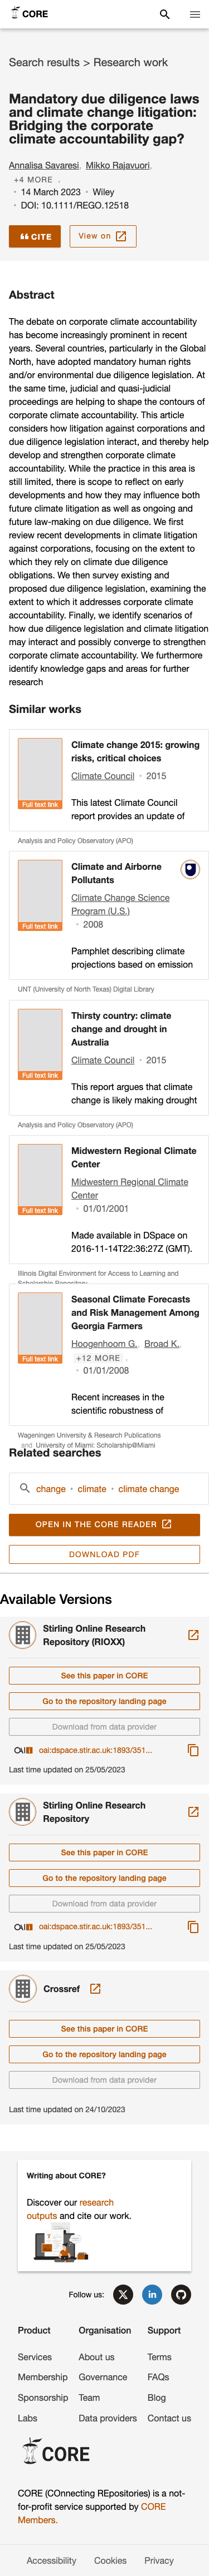 CORE
Search results > Research work
Mandatory due diligence laws
and climate change litigation:
Bridging the corporate
climate accountability gap?
Annalisa Savaresi, Mikko Rajavuori,
+4 MORE ,
• 14 March 2023 • Wiley
• DOI: 10.1111/REGO.12518
CITE
View on
Abstract
The debate on corporate climate accountability
has become increasingly prominent in recent
years. Several countries, particularly in the Global
North, have adopted mandatory human rights
and/or environmental due diligence legislation. At
the same time, judicial and quasi-judicial
proceedings are helping to shape the contours of
corporate climate accountability. This article
considers how litigation against corporations and
due diligence legislation interact, and thereby help
develop and strengthen corporate climate
accountability. While the practice in this area is
still limited, there is scope to reflect on early
developments and how they may influence both
future climate litigation as well as ongoing and
future law-making on due diligence. We first
review recent developments in climate litigation
against corporations, focusing on the extent to
which they rely on climate due diligence
obligations. We then survey existing and
proposed due diligence legislation, examining the
extent to which it addresses corporate climate
accountability. Finally, we identify scenarios of
how due diligence legislation and climate litigation
may interact and possibly converge to strengthen
corporate climate accountability. We furthermore
identify knowledge gaps and areas for further
research
Similar works
Full text link
Climate change 2015: growing
risks, critical choices
Climate Council • 2015
This latest Climate Council
report provides an update of
Analysis and Policy Observatory (APO)
Full text link
Climate and Airborne
Pollutants
Climate Change Science
Program (U.S.)
• 2008
Pamphlet describing climate
projections based on emission
UNT (University of North Texas) Digital Library
Full text link
Thirsty country: climate
change and drought in
Australia
Climate Council • 2015
This report argues that climate
change is likely making drought
Analysis and Policy Observatory (APO)
Full text link
Midwestern Regional Climate
Center
Midwestern Regional Climate
Center
• 01/01/2001
Made available in DSpace on
2016-11-14T22:36:27Z (GMT).
Illinois Digital Environment for Access to Learning and
Scholarship Repository
Full text link
Seasonal Climate Forecasts
and Risk Management Among
Georgia Farmers
Hoogenhoom G., Broad K.,
+12 MORE ,
• 01/01/2008
Recent increases in the
scientific robustness of
Wageningen University & Research Publications
and University of Miami: Scholarship@Miami
Related searches
change • climate • climate change
OPEN IN THE CORE READER
DOWNLOAD PDF
Available Versions
Stirling Online Research
Repository (RIOXX)
See this paper in CORE
Go to the repository landing page
Download from data provider
OAI oai:dspace.stir.ac.uk:1893/351...
Last time updated on 25/05/2023
Stirling Online Research
Repository
See this paper in CORE
Go to the repository landing page
Download from data provider
OAI oai:dspace.stir.ac.uk:1893/351...
Last time updated on 25/05/2023
Crossref
See this paper in CORE
Go to the repository landing page
Download from data provider
Last time updated on 24/10/2023
Writing about CORE?
Discover our research
outputs and cite our work.
Follow us:
Product Organisation Support
Services About us Terms
Membership Governance FAQs
Sponsorship Team Blog
Labs Data providers Contact us
CORE
CORE (COnnecting REpositories) is a not-
for-profit service supported by CORE
Members.
Accessibility Cookies Privacy